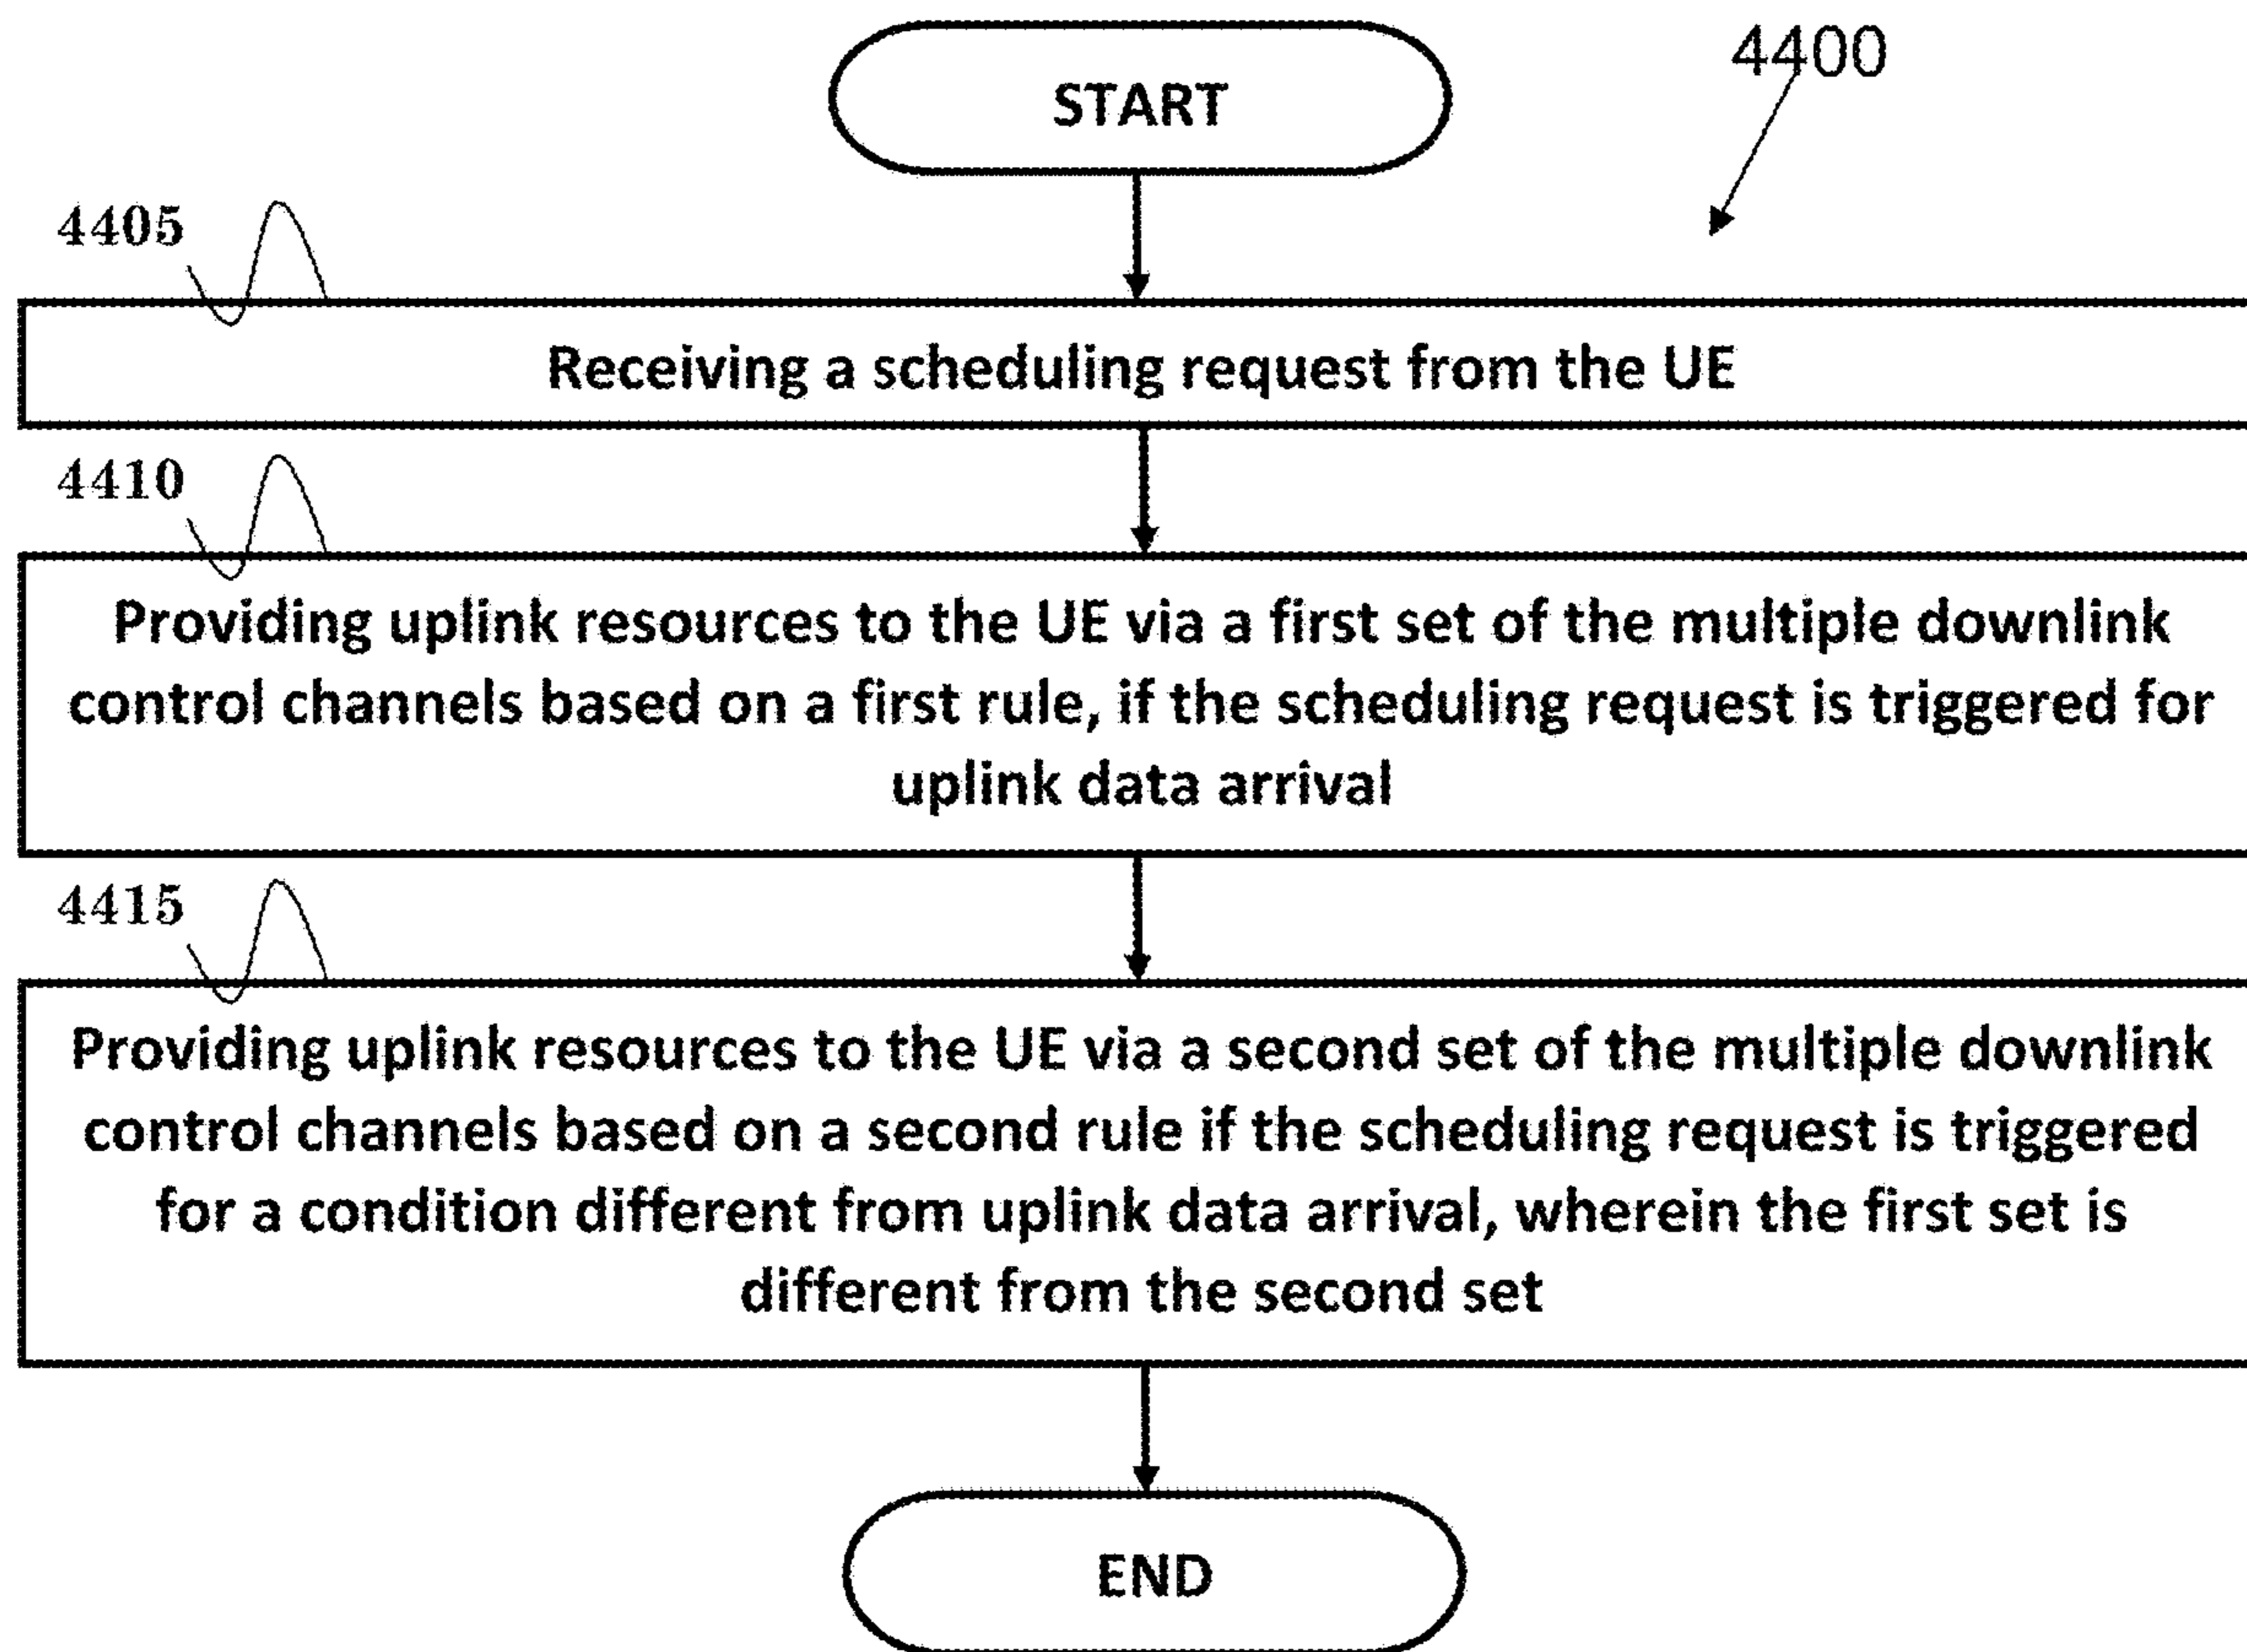 START
4400
4405
Receiving a scheduling request from the UE
4410
Providing uplink resources to the UE via a first set of the multiple downlink
control channels based on a first rule, if the scheduling request is triggered for
uplink data arrival
4415
Providing uplink resources to the UE via a second set of the multiple downlink
control channels based on a second rule if the scheduling request is triggered
for a condition different from uplink data arrival, wherein the first set is
different from the second set
END